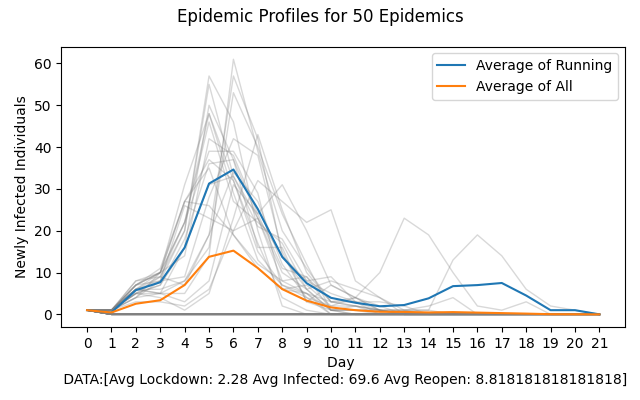 Epidemic Profiles for 50 Epidemics
Newly Infected Individuals
60
50
40
30
20
10
0
Average of Running
Average of All
0 1 2 3 4 5 6 7 8 9 10 11 12 13 14 15 16 17 18 19 20 21
Day
DATA:[Avg Lockdown: 2.28 Avg Infected: 69.6 Avg Reopen: 8.818181818181818]